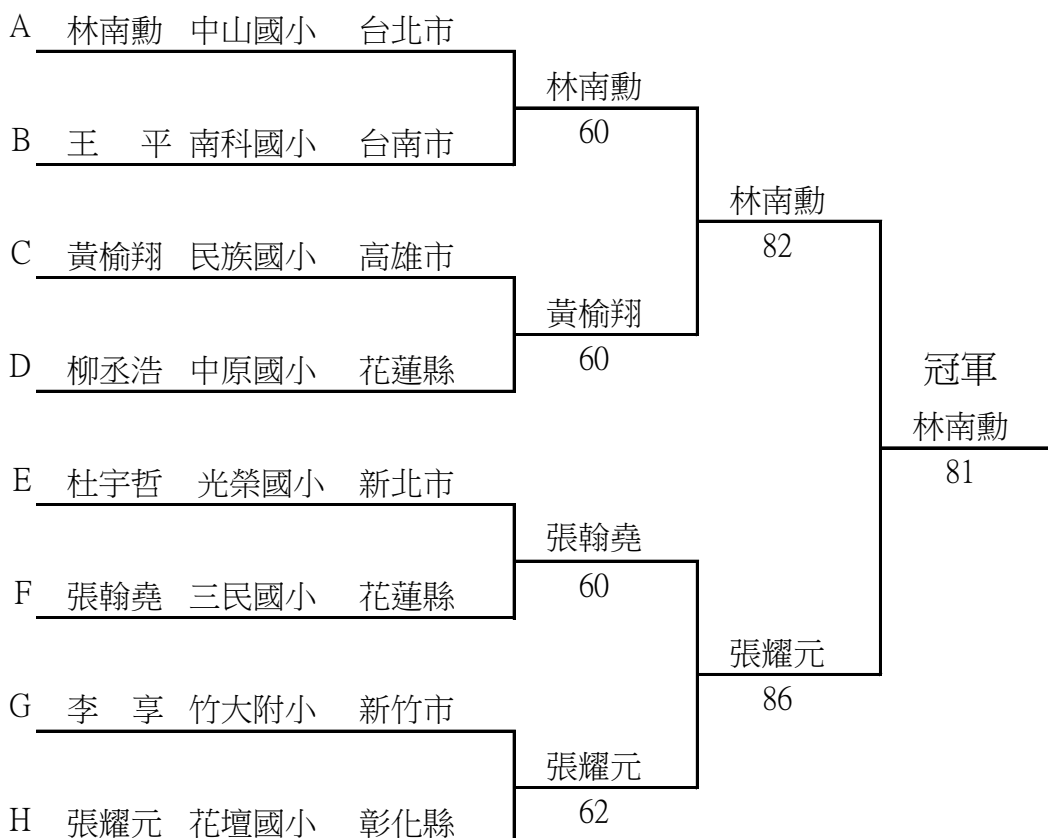 A 林南勳 中山國小 台北市
林南勳
60
B 王 平 南科國小 台南市
林南勳
82
C 黃榆翔 民族國小 高雄市
黃榆翔
60
D 柳丞浩 中原國小 花蓮縣
冠軍
林南勳
81
E 杜宇哲 光榮國小 新北市
張翰堯
60
F 張翰堯 三民國小 花蓮縣
張耀元
86
G 李 享 竹大附小 新竹市
張耀元
62
H 張耀元 花壇國小 彰化縣